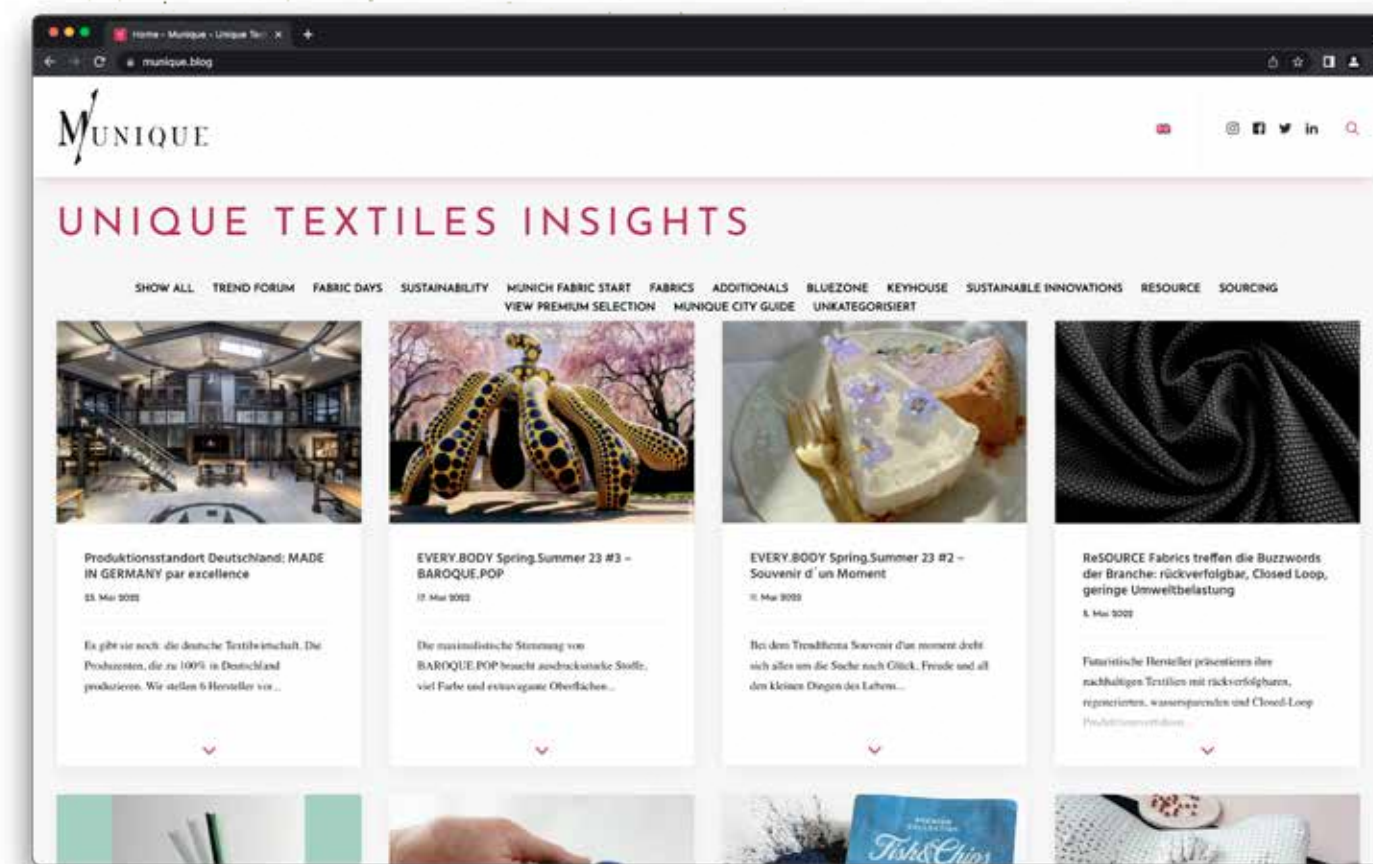 Home - Munique - Unique Tex
munique.blog
MUNIQUE
in
UNIQUE TEXTILES INSIGHTS
SHOW ALL TREND FORUM FABRIC DAYS SUSTAINABILITY MUNICH FABRIC START FABRICS ADDITIONALS BLUEZONE KEYHOUSE SUSTAINABLE INNOVATIONS RESOURCE SOURCING
VIEW PREMIUM SELECTION MUNIQUE CITY GUIDE UNKATEGORISIERT
Produktionsstandort Deutschland: MADE
IN GERMANY par excellence
23. Mai 2022
Es gibt sie noch: die deutsche Textilwirtschaft. Die
Produzenten, die zu 100% in Deutschland
produzieren. Wir stellen 6 Hersteller vor...
EVERY.BODY Spring.Summer 23 #3 –
BAROQUE.POP
17. Mai 2022
Die maximalistische Stimmung von
BAROQUE.POP braucht ausdrucksstarke Stoffe,
viel Farbe und extravagante Oberflächen...
EVERY.BODY Spring.Summer 23 #2 –
Souvenir d´un Moment
11. Mai 2022
Bei dem Trendthema Souvenir d'un moment dreht
sich alles um die Suche nach Glück, Freude und all
den kleinen Dingen des Lebens...
ReSOURCE Fabrics treffen die Buzzwords
der Branche: rückverfolgbar, Closed Loop,
geringe Umweltbelastung
Mai 2022
Futuristische Hersteller präsentieren ihre
nachhaltigen Textilien mit rückverfolgbaren,
regenerierten, wassersparenden und Closed-Loop
Produktionsverfahren...
PREMIUM
COLLECTION
Fish&Chips